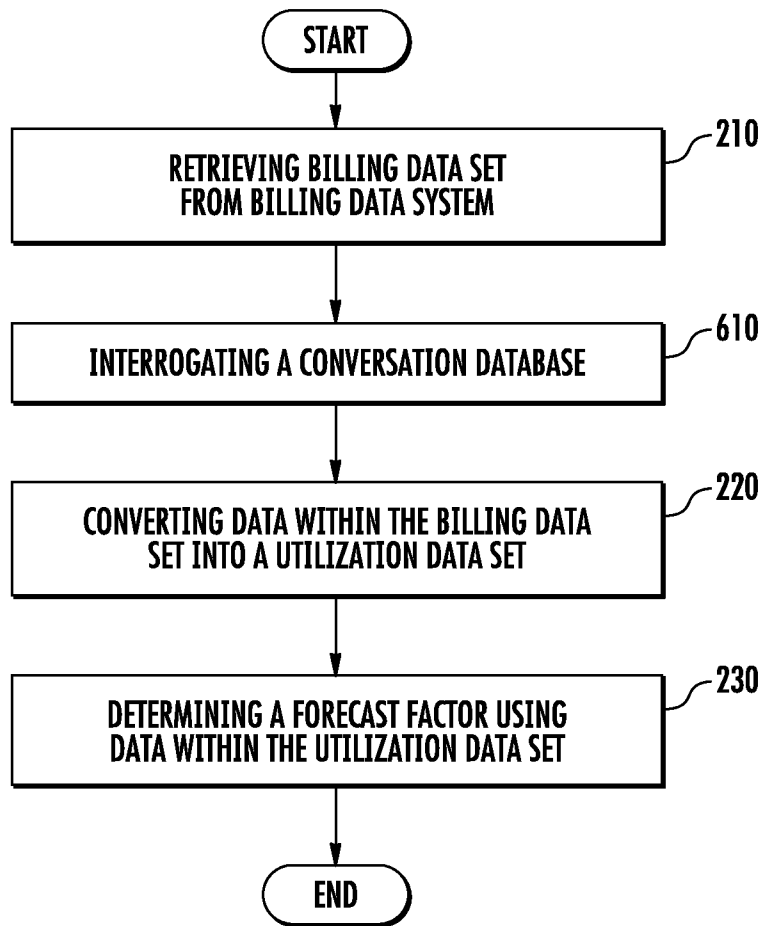 START
210
RETRIEVING BILLING DATA SET
FROM BILLING DATA SYSTEM
610
INTERROGATING A CONVERSATION DATABASE
220
CONVERTING DATA WITHIN THE BILLING DATA
SET INTO A UTILIZATION DATA SET
230
DETERMINING A FORECAST FACTOR USING
DATA WITHIN THE UTILIZATION DATA SET
END